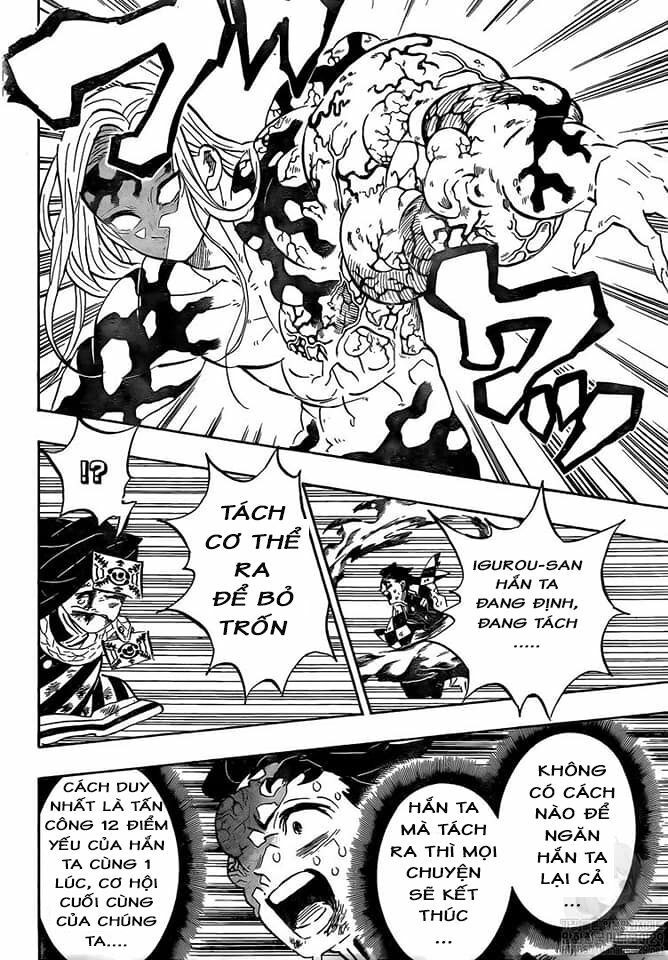 ワ
ワ
ッ
!?
IGUROU-SAN
HẮN TA
ĐANG ĐỊNH,
ĐANG TÁCH
.....
TÁCH
CƠ THỂ
RA
ĐỂ BỎ
TRỐN
KHÔNG
CÓ CÁCH
NÀO ĐỂ
NGĂN
HẮN TA
LẠI CẢ
...
HẮN TA
MÀ TÁCH
RA THÌ MỌI
CHUYỆN
SẼ KẾT
THÚC
...
CÁCH DUY
NHẤT LÀ TẤN
CÔNG 12 ĐIỂM
YẾU CỦA HẮN
TA CÙNG 1
LÚC, CƠ HỘI
CUỐI CÙNG
CỦA CHÚNG
TA....